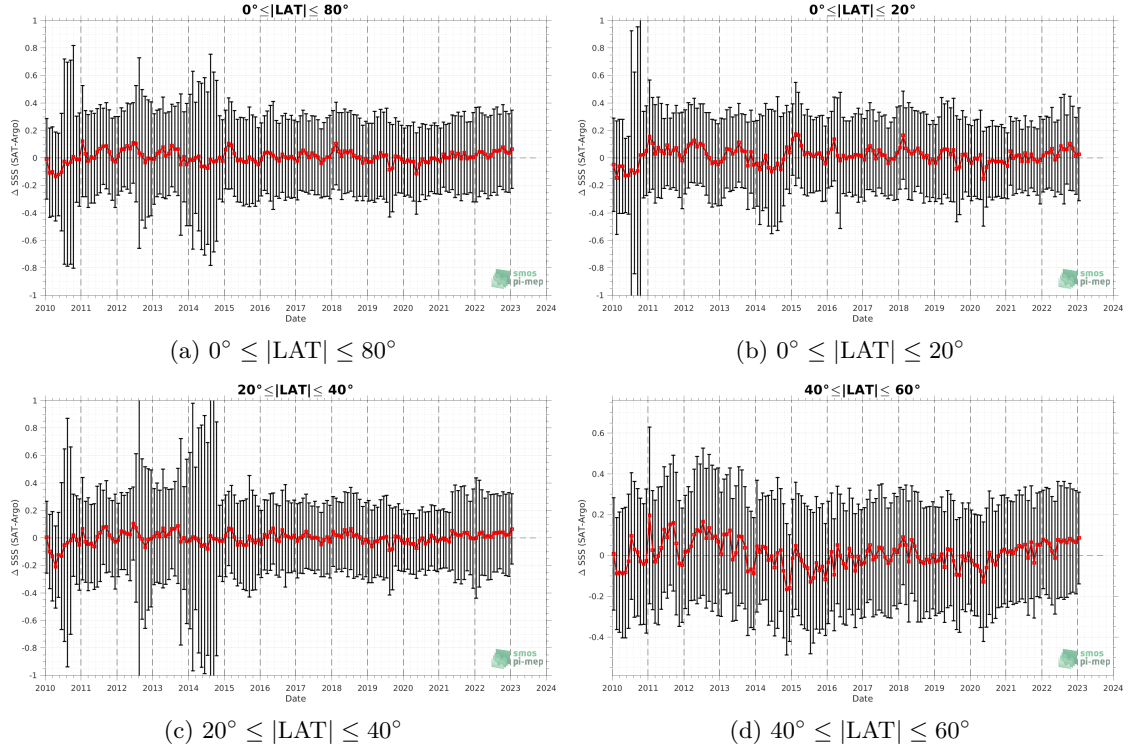 0°≤|LAT|≤ 80°
Δ SSS (SAT-Argo)
1
0.8
0.6
0.4
0.2
0
-0.2
-0.4
-0.6
-0.8
-1
2010 2011 2012 2013 2014 2015 2016 2017 2018 2019 2020 2021 2022 2023 2024
Date
smos
pi-mep
(a) 0° ≤ |LAT| ≤ 80°
0°≤|LAT|≤ 20°
Δ SSS (SAT-Argo)
1
0.8
0.6
0.4
0.2
0
-0.2
-0.4
-0.6
-0.8
-1
2010 2011 2012 2013 2014 2015 2016 2017 2018 2019 2020 2021 2022 2023 2024
Date
smos
pi-mep
(b) 0° ≤ |LAT| ≤ 20°
20°≤|LAT|≤ 40°
Δ SSS (SAT-Argo)
1
0.8
0.6
0.4
0.2
0
-0.2
-0.4
-0.6
-0.8
-1
2010 2011 2012 2013 2014 2015 2016 2017 2018 2019 2020 2021 2022 2023 2024
Date
smos
pi-mep
(c) 20° ≤ |LAT| ≤ 40°
40°≤|LAT|≤ 60°
Δ SSS (SAT-Argo)
0.6
0.4
0.2
0
-0.2
-0.4
2010 2011 2012 2013 2014 2015 2016 2017 2018 2019 2020 2021 2022 2023 2024
Date
smos
pi-mep
(d) 40° ≤ |LAT| ≤ 60°